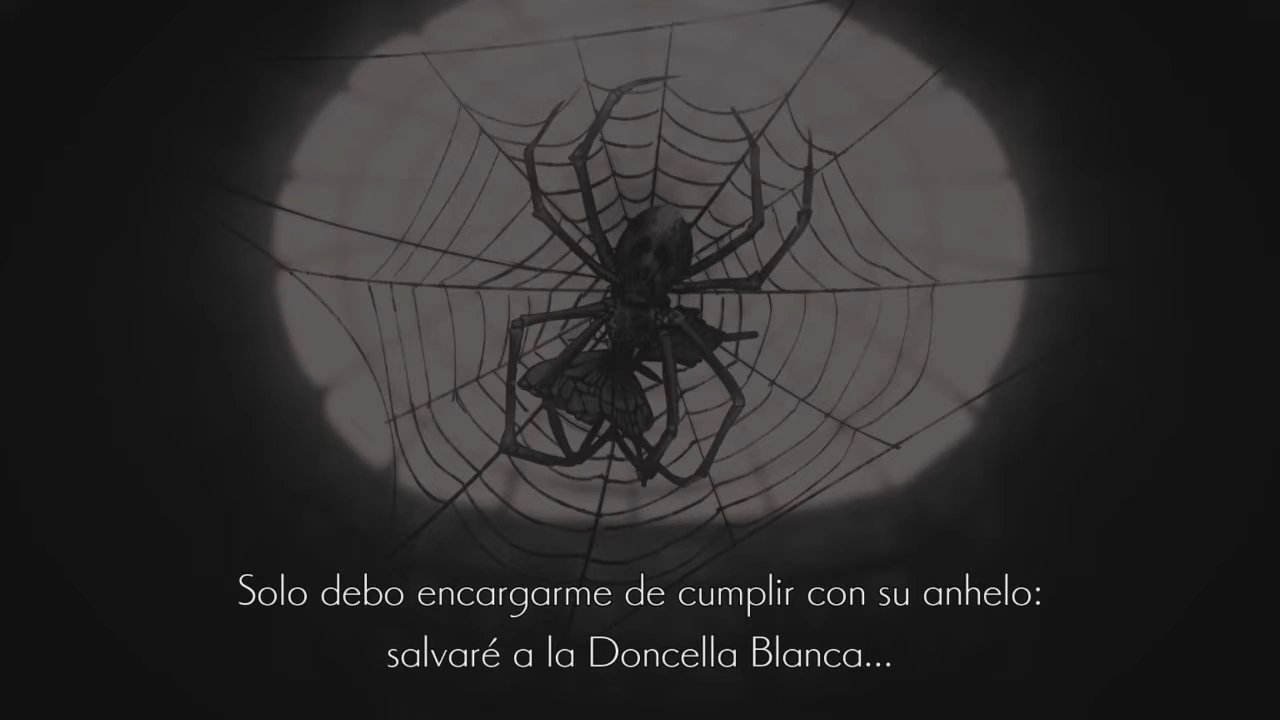 Solo debo encargarme de cumplir con su anhelo:
salvaré a la Doncella Blanca...